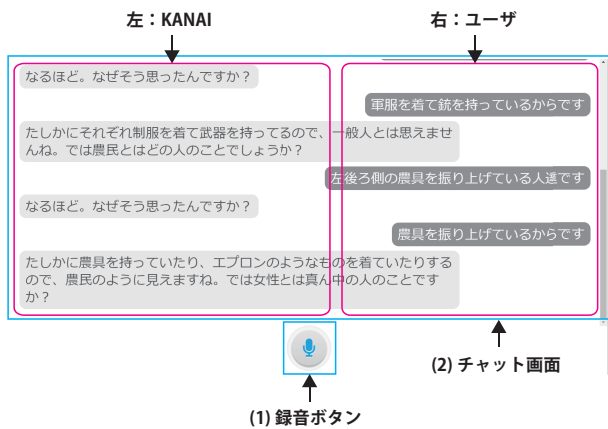 左：KANAI
右：ユーザ
なるほど。なぜそう思ったんですか？
軍服を着て銃を持っているからです
たしかにそれぞれ制服を着て武器を持ってるので、一般人とは思えませ
んね。では農民とはどの人のことでしょうか？
左後ろ側の農具を振り上げている人達です
なるほど。なぜそう思ったんですか？
農具を振り上げているからです
たしかに農具を持っていたり、エプロンのようなものを着ていたりする
ので、農民のように見えますね。では女性とは真ん中の人のことです
か？
(2) チャット画面
(1) 録音ボタン